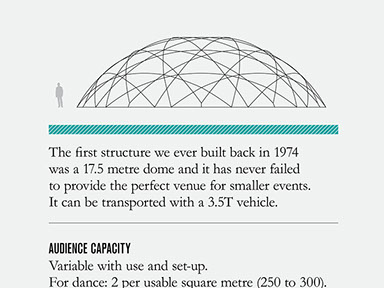 The first structure we ever built back in 1974
was a 17.5 metre dome and it has never failed
to provide the perfect venue for smaller events.
It can be transported with a 3.5T vehicle.
AUDIENCE CAPACITY
Variable with use and set-up.
For dance: 2 per usable square metre (250 to 300).